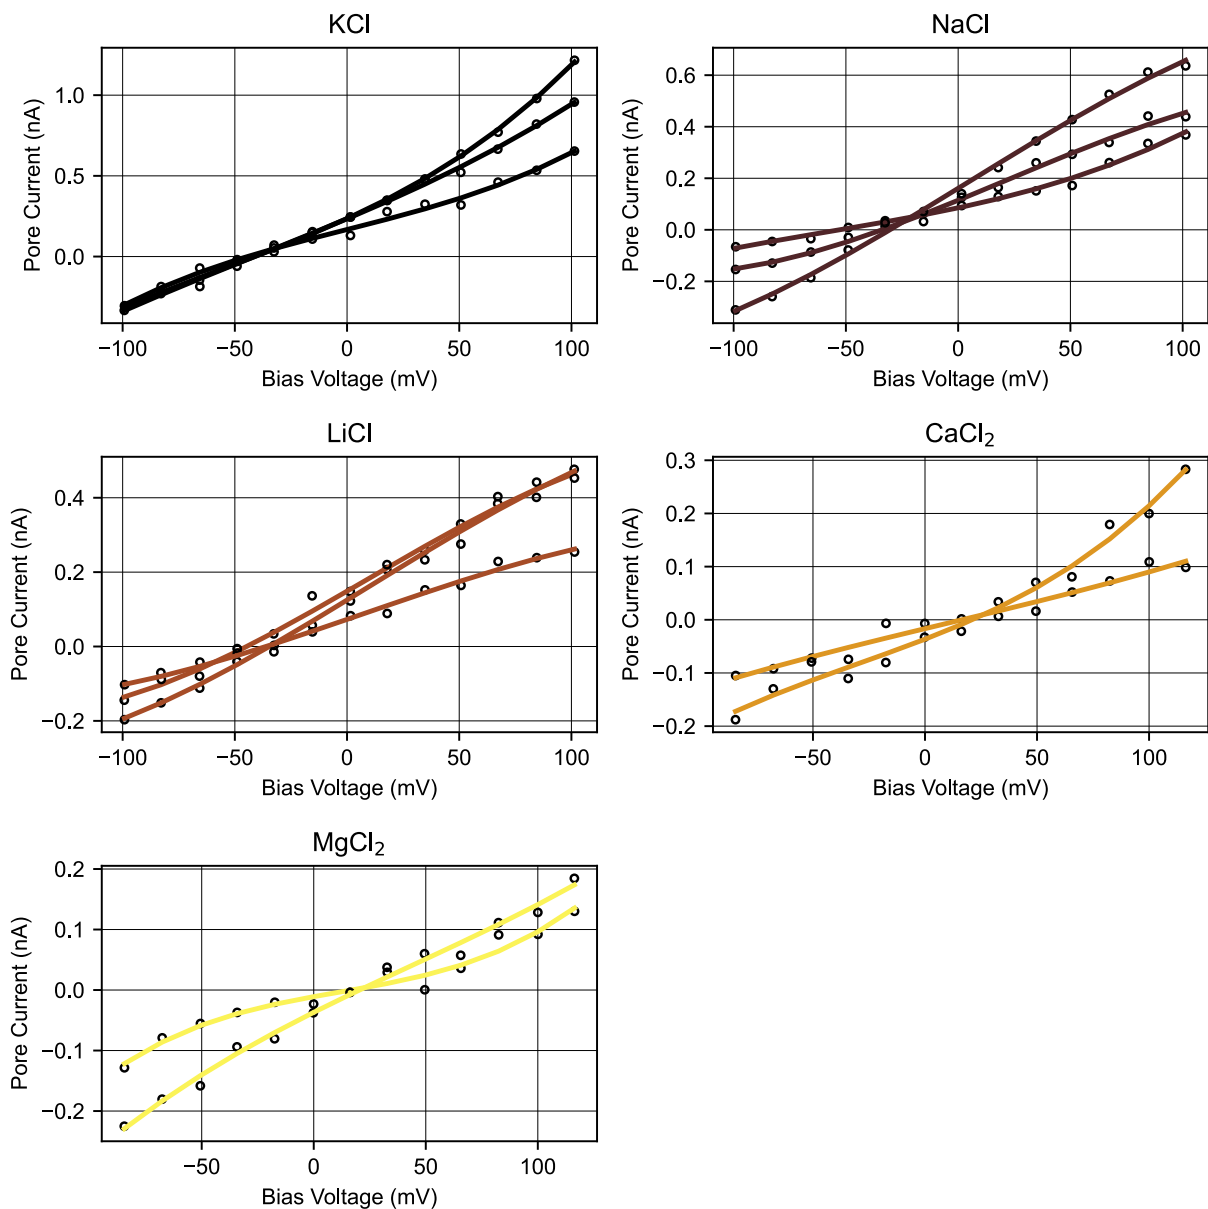 KCl
Pore Current (nA)
1.0
0.5
0.0
−100 −50 0 50 100
Bias Voltage (mV)
NaCl
Pore Current (nA)
0.6
0.4
0.2
0.0
−0.2
−100 −50 0 50 100
Bias Voltage (mV)
LiCl
Pore Current (nA)
0.4
0.2
0.0
−0.2
−100 −50 0 50 100
Bias Voltage (mV)
CaCl₂
Pore Current (nA)
0.3
0.2
0.1
0.0
−0.1
−0.2
−50 0 50 100
Bias Voltage (mV)
MgCl₂
Pore Current (nA)
0.2
0.1
0.0
−0.1
−0.2
−50 0 50 100
Bias Voltage (mV)